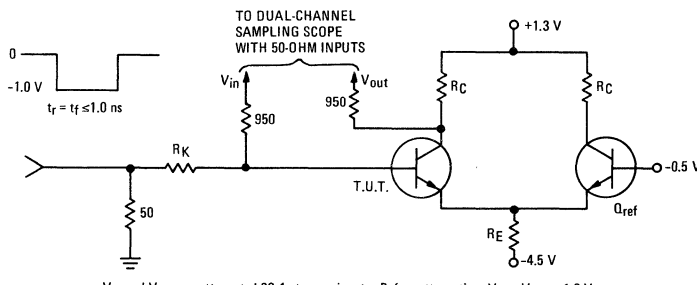 TO DUAL-CHANNEL
SAMPLING SCOPE
WITH 50-OHM INPUTS
+1.3 V
0
-1.0 V
tr = tf ≤1.0 ns
Vin
Vout
950
950
RC
RC
RK
T.U.T.
-0.5 V
Qref
50
RE
-4.5 V